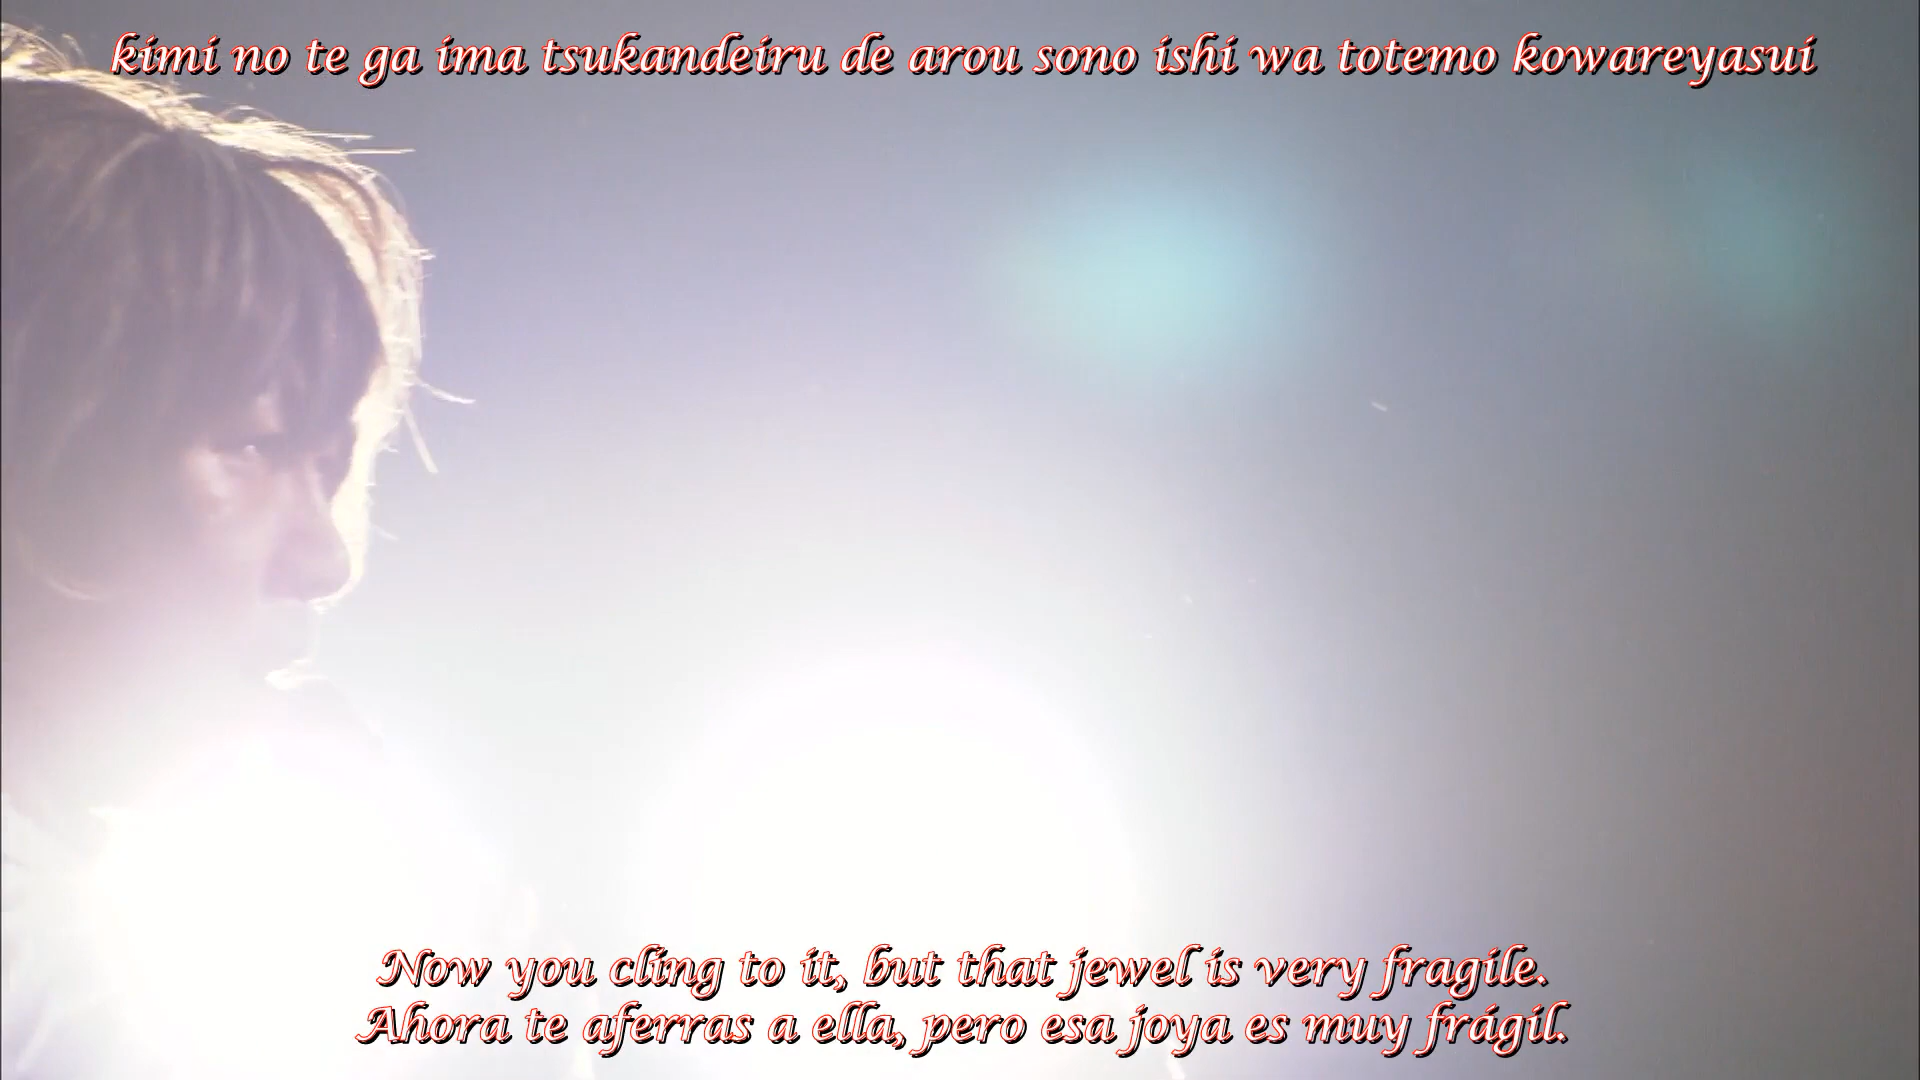 kimi no te ga ima tsukandeiru de arou sono ishi wa totemo kowareyasui
Now you cling to it, but that jewel is very fragile.
Ahora te aferras a ella, pero esa joya es muy frágil.